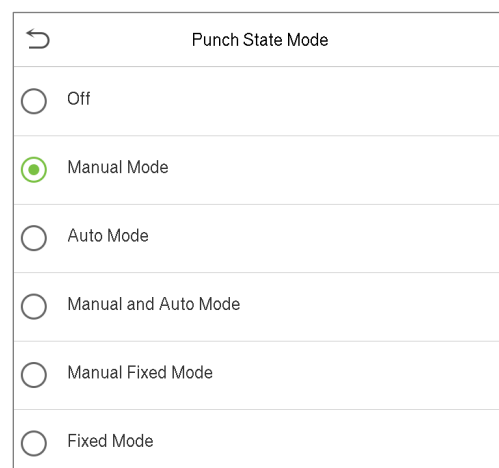 Punch State Mode
Off
Manual Mode
Auto Mode
Manual and Auto Mode
Manual Fixed Mode
Fixed Mode